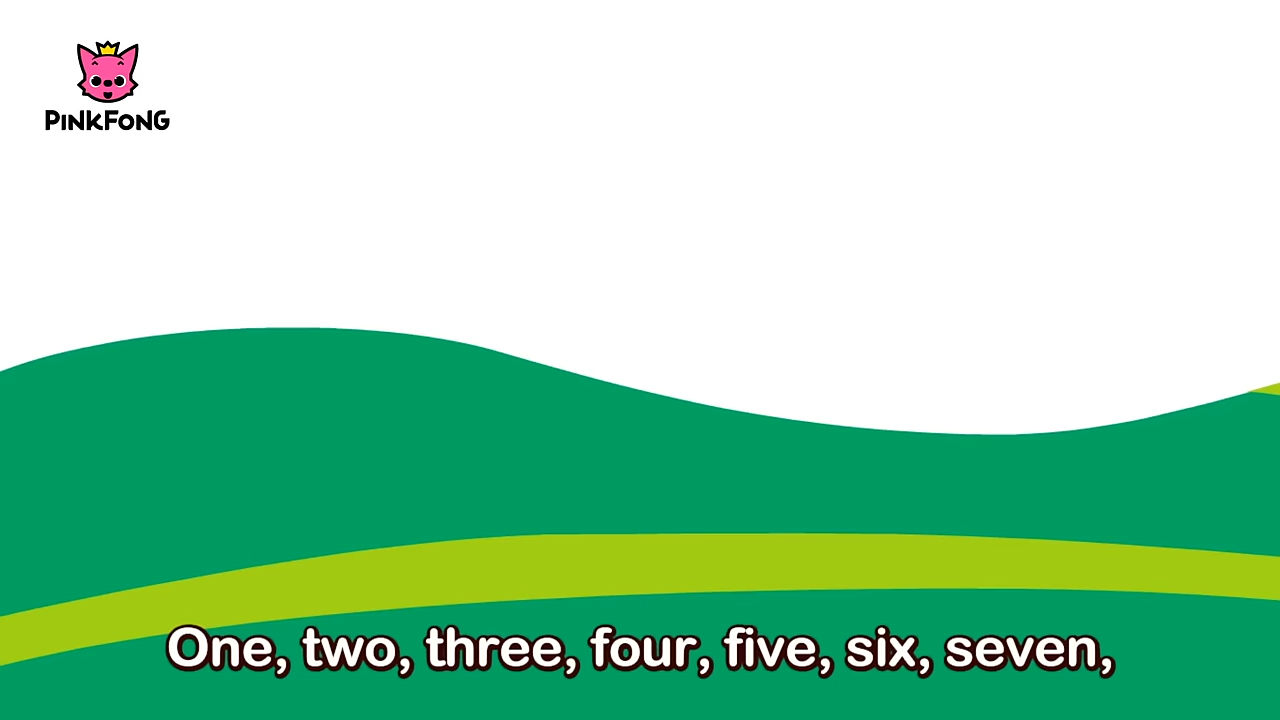 PINKFONG
One, two, three, four, five, six, seven,